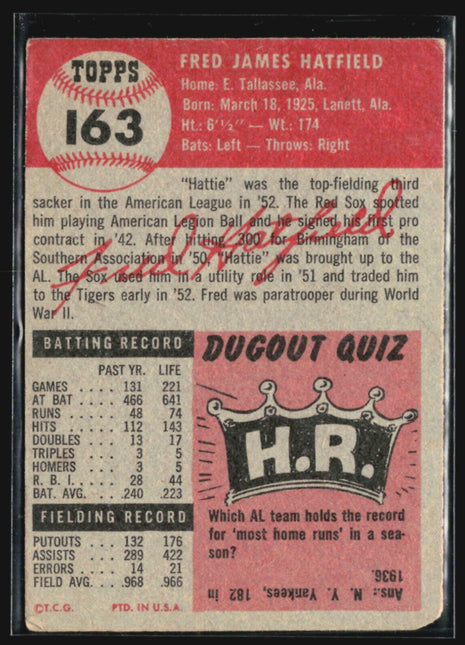 TOPPS
163
FRED JAMES HATFIELD
Home: E. Tallassee, Ala.
Born: March 18, 1925, Lanett, Ala.
Ht.: 6'½" — Wt.: 174
Bats: Left — Throws: Right
"Hattie" was the top-fielding third
sacker in the American League in '52. The Red Sox spotted
him playing American Legion Ball and he signed his first pro
contract in '42. After hitting .300 for Birmingham of the
Southern Association in '50, "Hattie" was brought up to the
AL. The Sox used him in a utility role in '51 and traded him
to the Tigers early in '52. Fred was paratrooper during World
War II.
Fred Hatfield
BATTING RECORD
PAST YR. LIFE
GAMES .... 131 221
AT BAT .... 466 641
RUNS .... 48 74
HITS .... 112 143
DOUBLES ... 13 17
TRIPLES ... 3 5
HOMERS ... 3 5
R. B. I. .... 28 44
BAT. AVG. ... .240 .223
FIELDING RECORD
PUTOUTS ... 132 176
ASSISTS ... 289 422
ERRORS ... 14 21
FIELD AVG. .. .968 .966
©T.C.G. PTD. IN U.S.A.
DUGOUT QUIZ
H.R.
Which AL team holds the record
for 'most home runs' in a sea-
son?
Ans.: N. Y. Yankees, 182, in
1936.